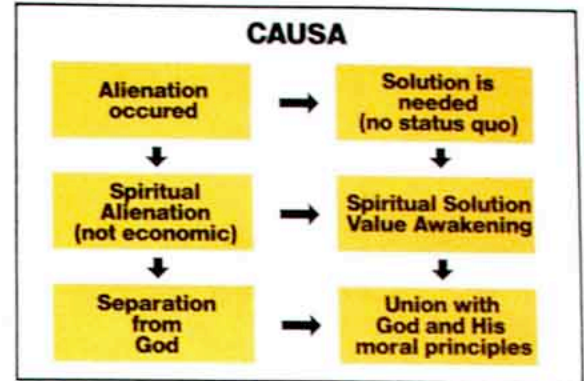 CAUSA
Alienation
occured
Solution is
needed
(no status quo)
Spiritual
Alienation
(not economic)
Spiritual Solution
Value Awakening
Separation
from
God
Union with
God and His
moral principles